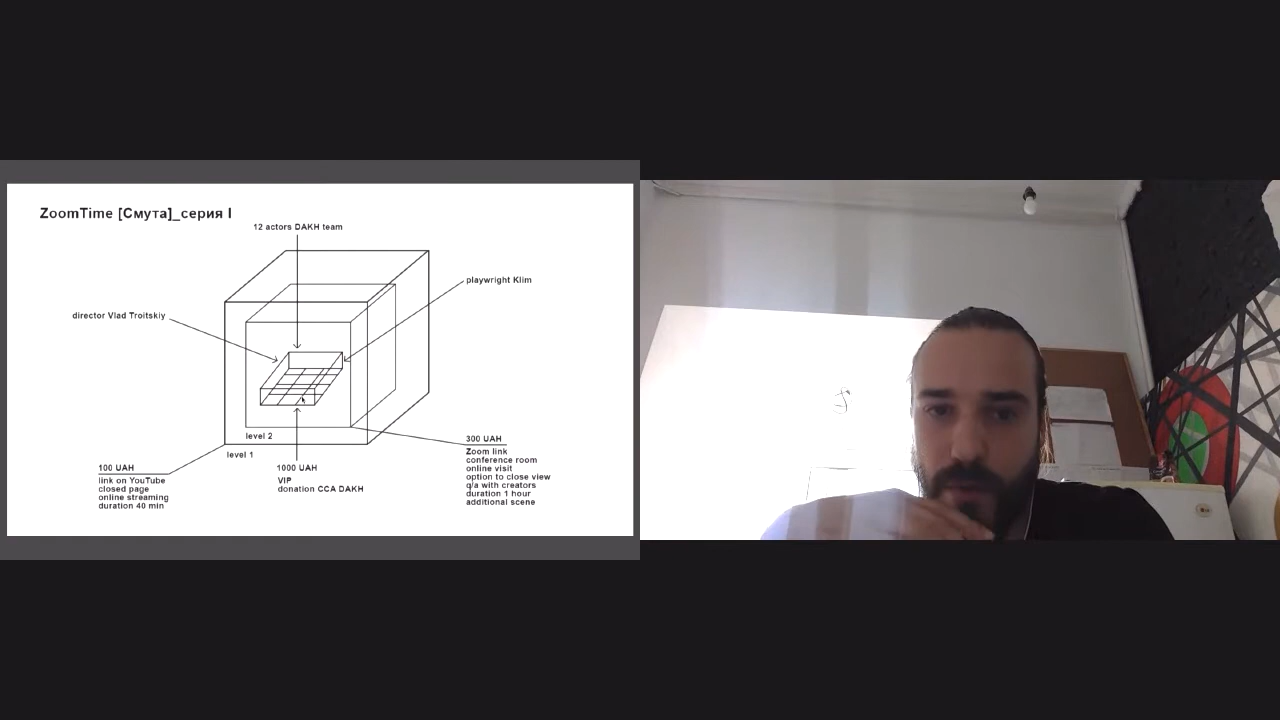 ZoomTime [Смута]_серия I
12 actors DAKH team
playwright Klim
director Vlad Troitskiy
level 2
level 1
100 UAH
link on YouTube
closed page
online streaming
duration 40 min
1000 UAH
VIP
donation CCA DAKH
300 UAH
Zoom link
conference room
online visit
option to close view
q/a with creators
duration 1 hour
additional scene